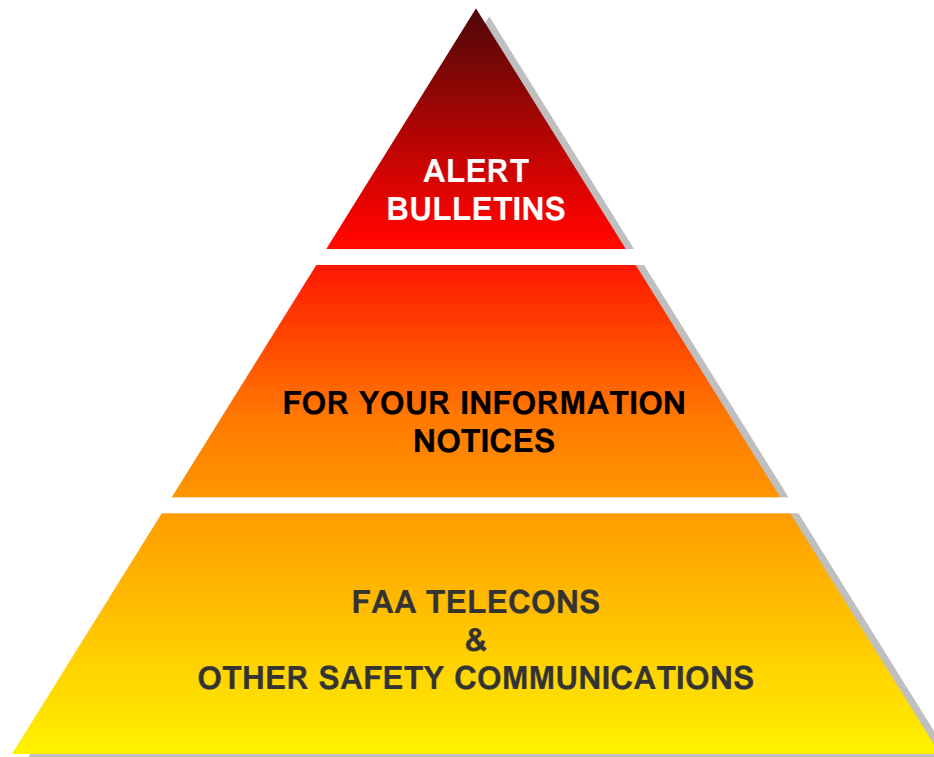 ALERT
BULLETINS
FOR YOUR INFORMATION
NOTICES
FAA TELECONS
&
OTHER SAFETY COMMUNICATIONS